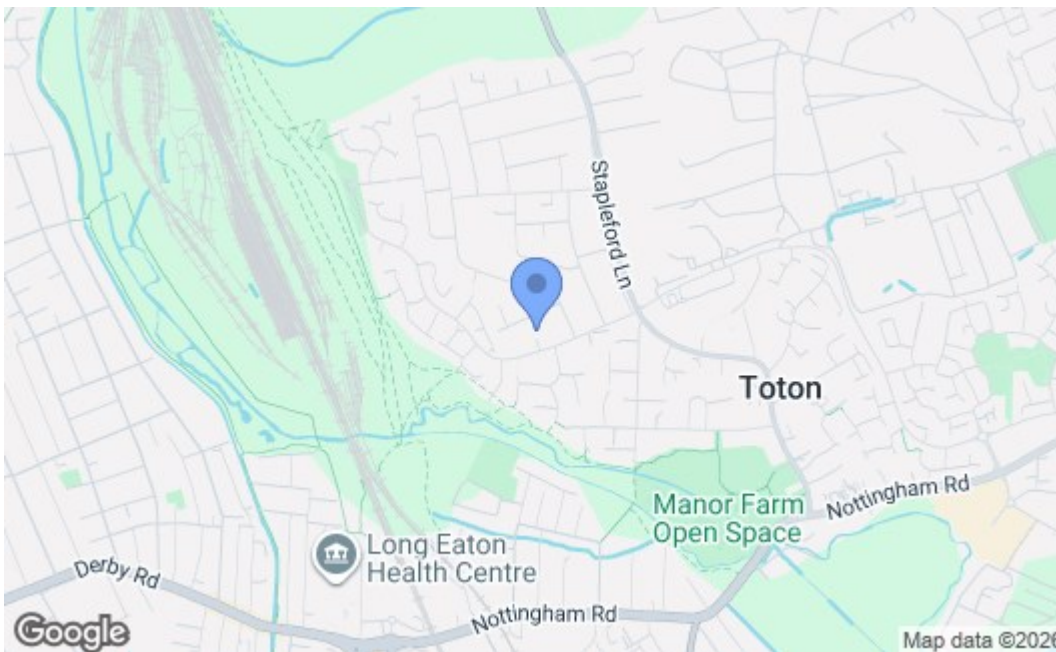 Stapleford Ln
Toton
Manor Farm
Open Space
Nottingham Rd
Long Eaton
Health Centre
Derby Rd
Nottingham Rd
Google
Map data ©2026